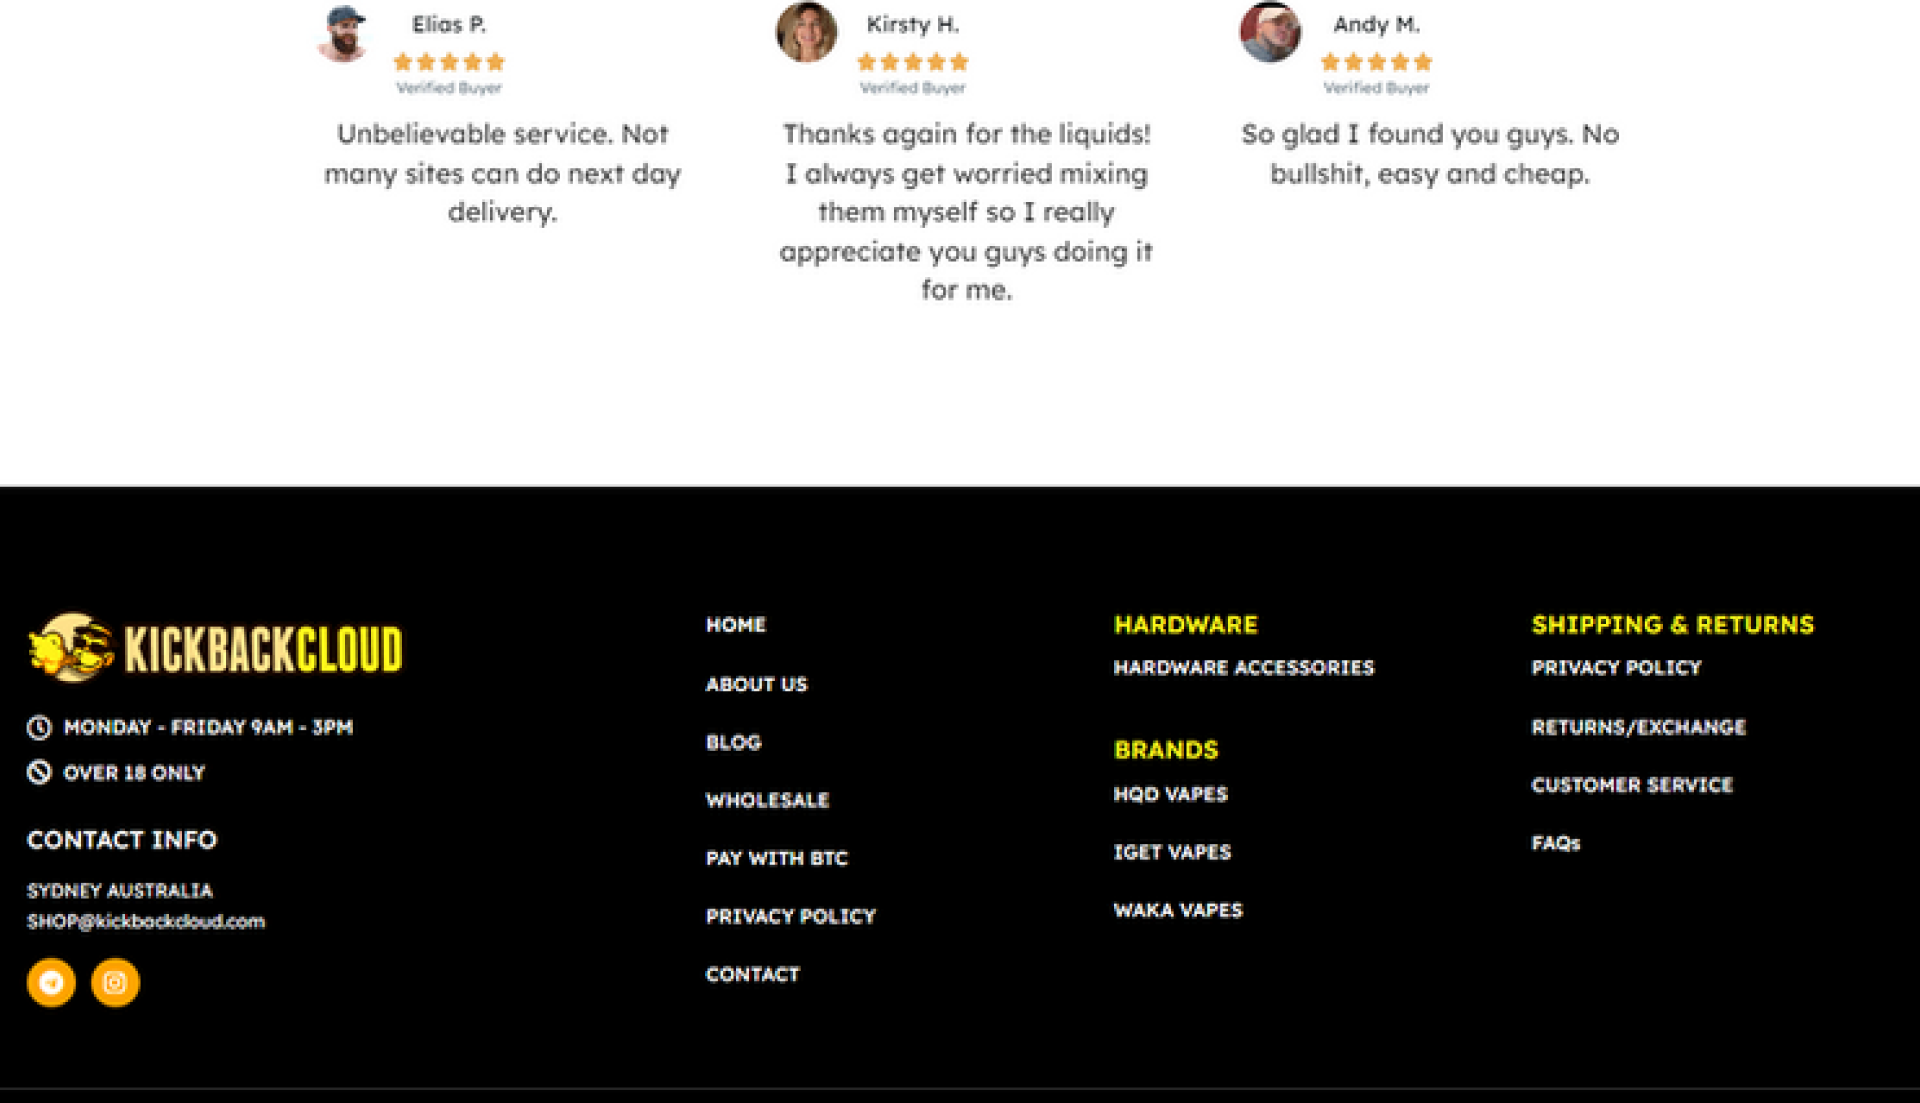 Elias P.
Verified Buyer
Unbelievable service. Not
many sites can do next day
delivery.
Kirsty H.
Verified Buyer
Thanks again for the liquids!
I always get worried mixing
them myself so I really
appreciate you guys doing it
for me.
Andy M.
Verified Buyer
So glad I found you guys. No
bullshit, easy and cheap.
KICKBACKCLOUD
MONDAY - FRIDAY 9AM - 3PM
OVER 18 ONLY
CONTACT INFO
SYDNEY AUSTRALIA
SHOP@kickbackcloud.com
HOME
ABOUT US
BLOG
WHOLESALE
PAY WITH BTC
PRIVACY POLICY
CONTACT
HARDWARE
HARDWARE ACCESSORIES
BRANDS
HQD VAPES
IGET VAPES
WAKA VAPES
SHIPPING & RETURNS
PRIVACY POLICY
RETURNS/EXCHANGE
CUSTOMER SERVICE
FAQs